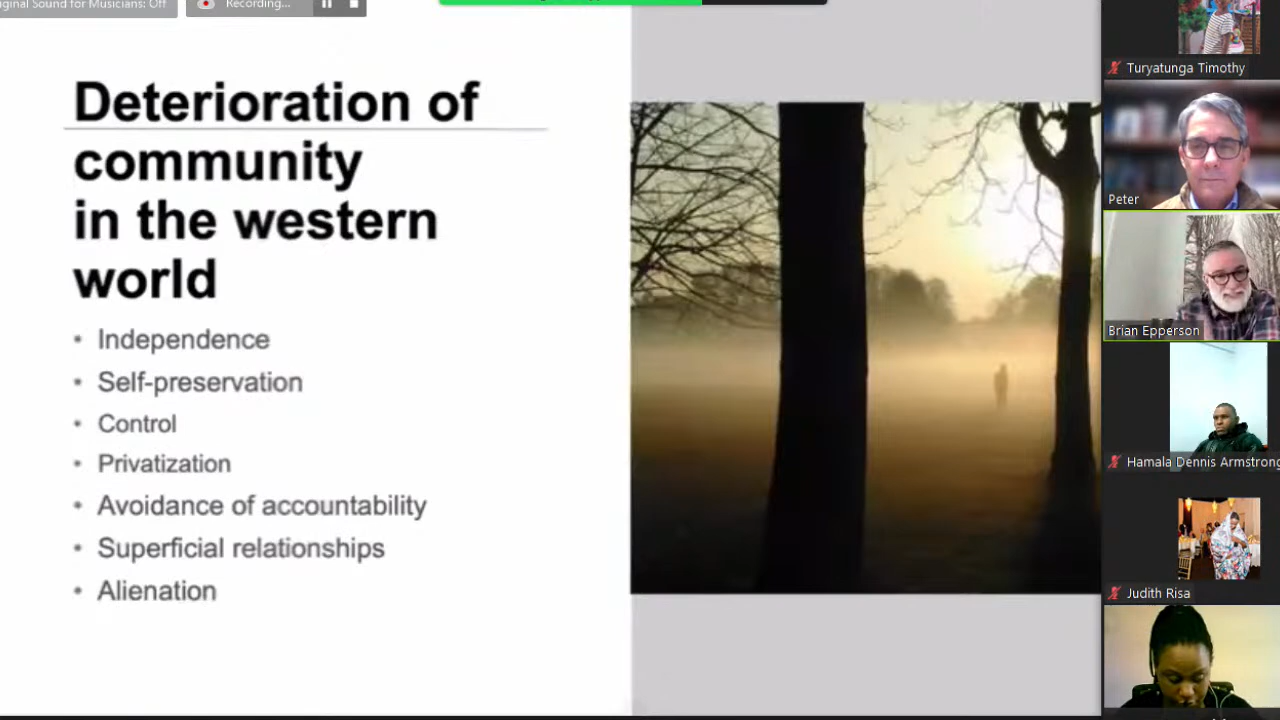 Original Sound for Musicians: Off
Recording...
Deterioration of
community
in the western
world
• Independence
• Self-preservation
• Control
• Privatization
• Avoidance of accountability
• Superficial relationships
• Alienation
Turyatunga Timothy
Peter
Brian Epperson
Hamala Dennis Armstrong
Judith Risa